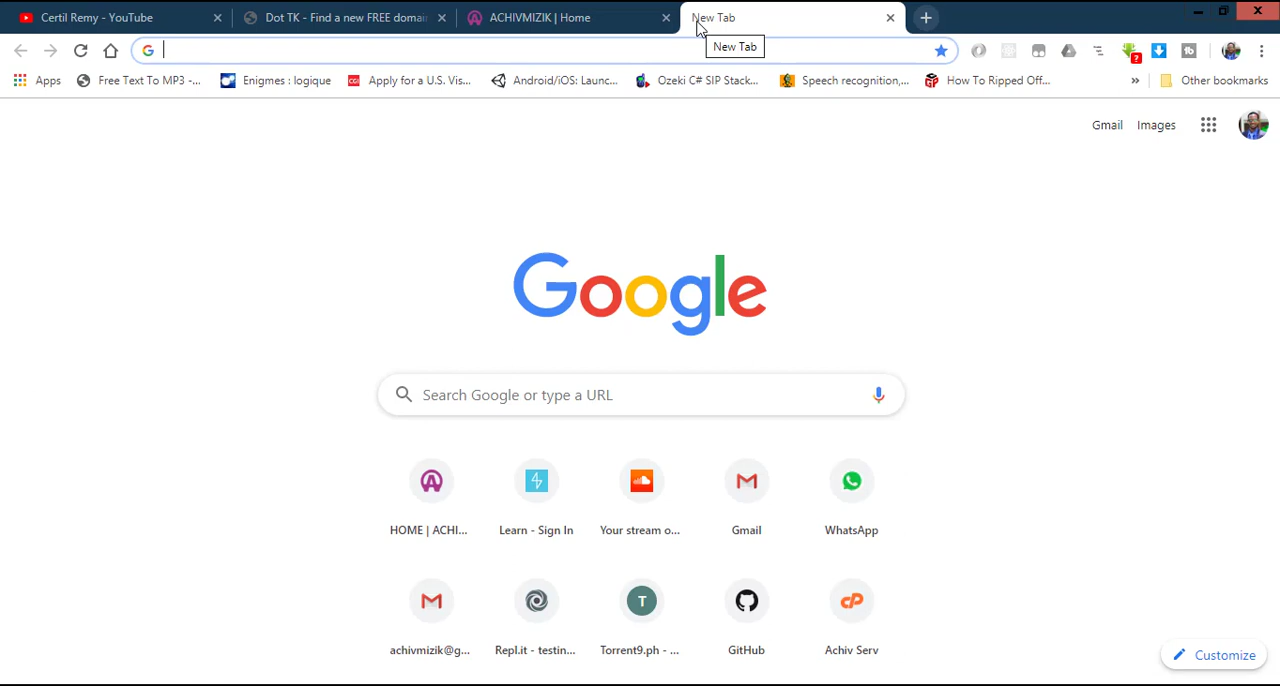 Certil Remy - YouTube
Dot TK - Find a new FREE domai
ACHIVMIZIK | Home
New Tab
New Tab
Apps
Free Text To MP3 -...
Enigmes : logique
CGI
Apply for a U.S. Vis...
Android/iOS: Launc...
Ozeki C# SIP Stack...
Speech recognition,...
How To Ripped Off...
»
Other bookmarks
Gmail
Images
Google
Search Google or type a URL
HOME | ACHI...
Learn - Sign In
Your stream o...
Gmail
WhatsApp
T
cP
achivmizik@g...
Repl.it - testin...
Torrent9.ph - ...
GitHub
Achiv Serv
Customize